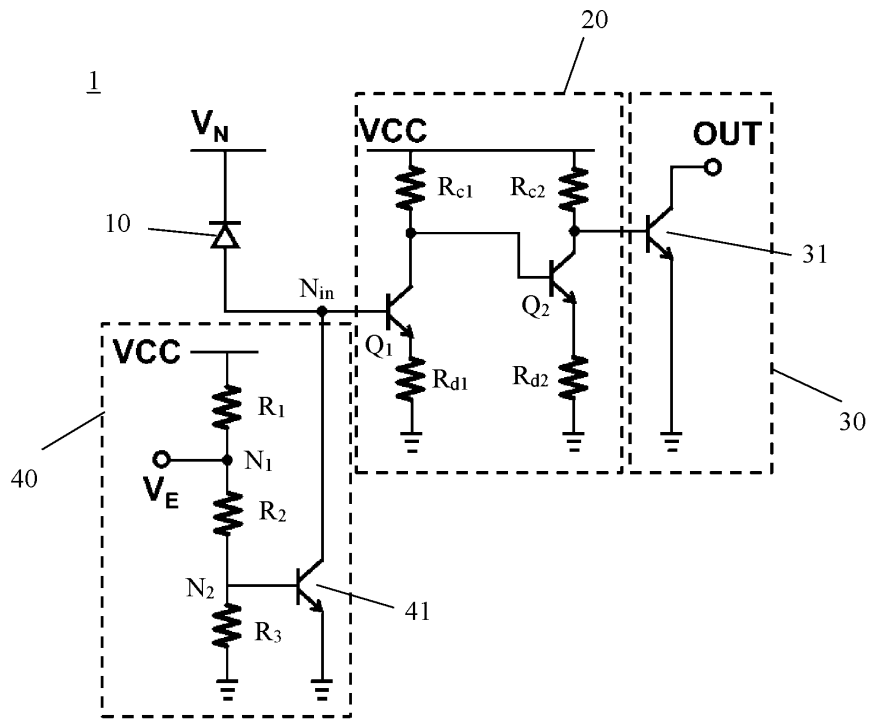 20
1
V_N
VCC
OUT
R_c1
R_c2
10
31
N_in
Q_1
Q_2
VCC
R_d1
R_d2
R_1
30
40
N_1
V_E
R_2
N_2
41
R_3